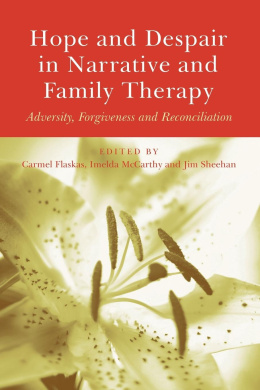 Hope and Despair
in Narrative and
Family Therapy
Adversity, Forgiveness and Reconciliation
EDITED BY
Carmel Flaskas, Imelda McCarthy and Jim Sheehan